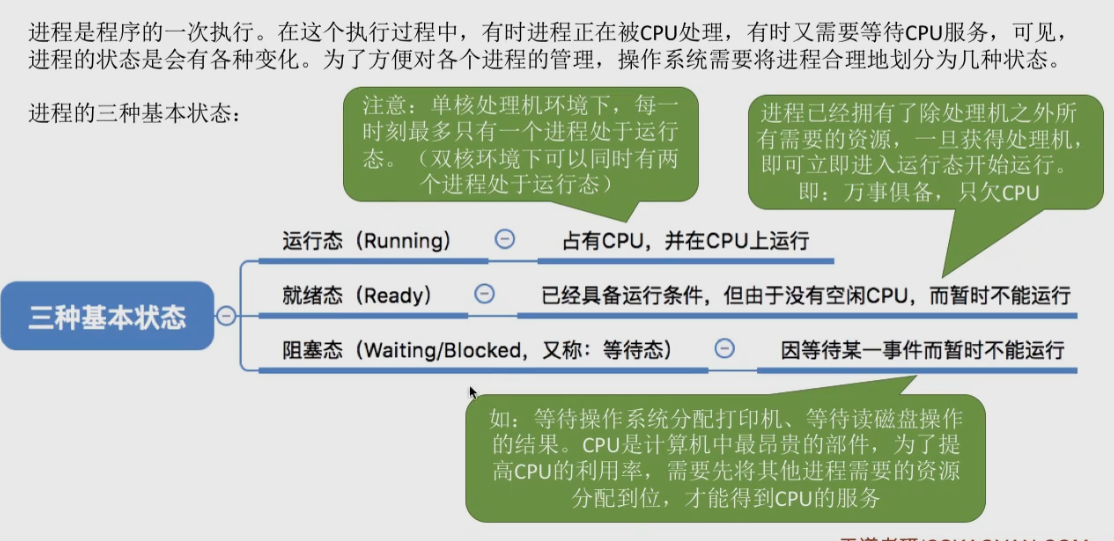 进程是程序的一次执行。在这个执行过程中，有时进程正在被CPU处理，有时又需要等待CPU服务，可见，
进程的状态是会有各种变化。为了方便对各个进程的管理，操作系统需要将进程合理地划分为几种状态。
进程的三种基本状态：
注意：单核处理机环境下，每一
时刻最多只有一个进程处于运行
态。（双核环境下可以同时有两
个进程处于运行态）
进程已经拥有了除处理机之外所
有需要的资源，一旦获得处理机，
即可立即进入运行态开始运行。
即：万事俱备，只欠CPU
三种基本状态
运行态（Running）
占有CPU，并在CPU上运行
就绪态（Ready）
已经具备运行条件，但由于没有空闲CPU，而暂时不能运行
阻塞态（Waiting/Blocked，又称：等待态）
因等待某一事件而暂时不能运行
如：等待操作系统分配打印机、等待读磁盘操作
的结果。CPU是计算机中最昂贵的部件，为了提
高CPU的利用率，需要先将其他进程需要的资源
分配到位，才能得到CPU的服务